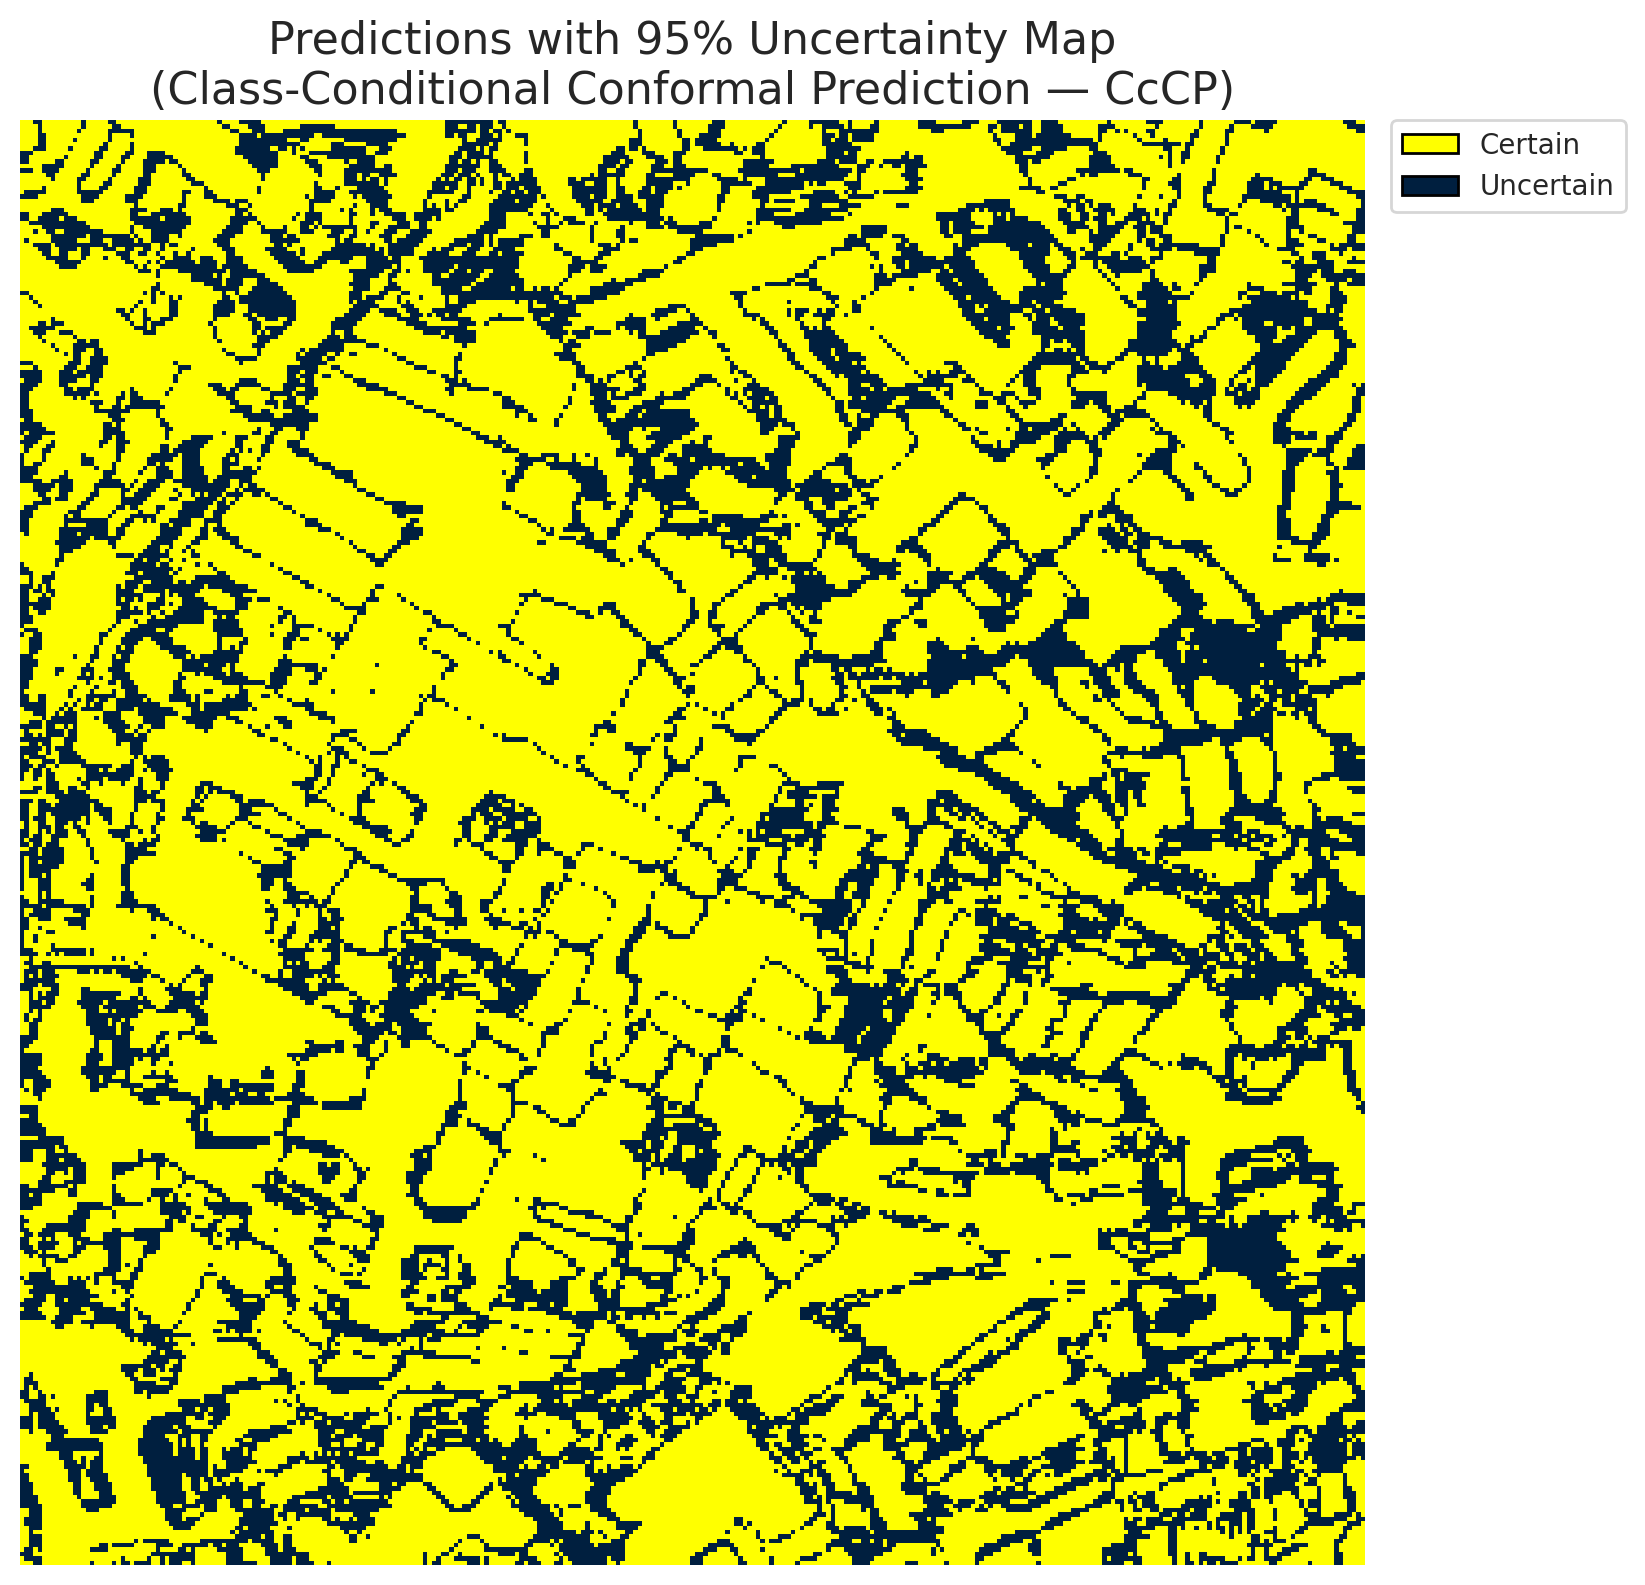 Predictions with 95% Uncertainty Map
(Class-Conditional Conformal Prediction — CcCP)
Certain
Uncertain